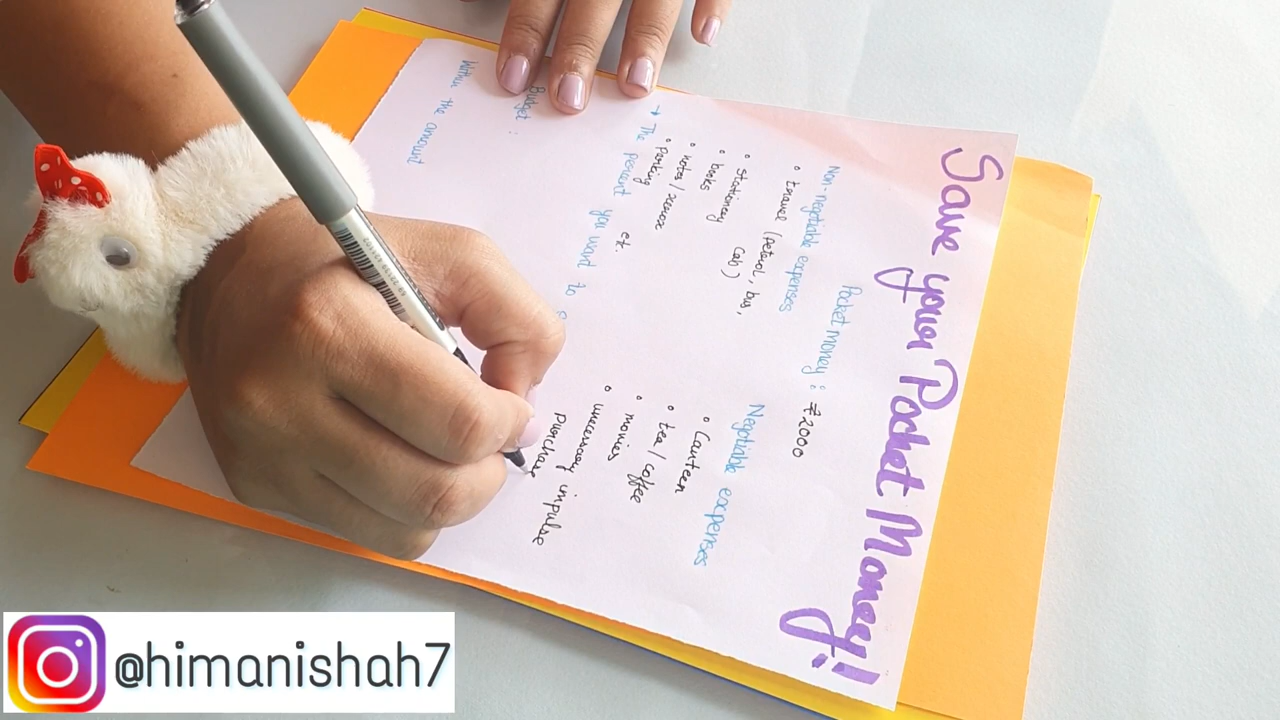 Save your Pocket Money!
Pocket money : ₹2000
Non-negotiable expenses
• travel (petrol, bus,
cab)
• stationery
• books
• notes / xerox
• parking
etc.
Negotiable expenses
• Canteen
• tea / coffee
• movies
• unnecessary impulse
purchase
→ The percent you want to
Budget :
Within the amount
@himanishah7